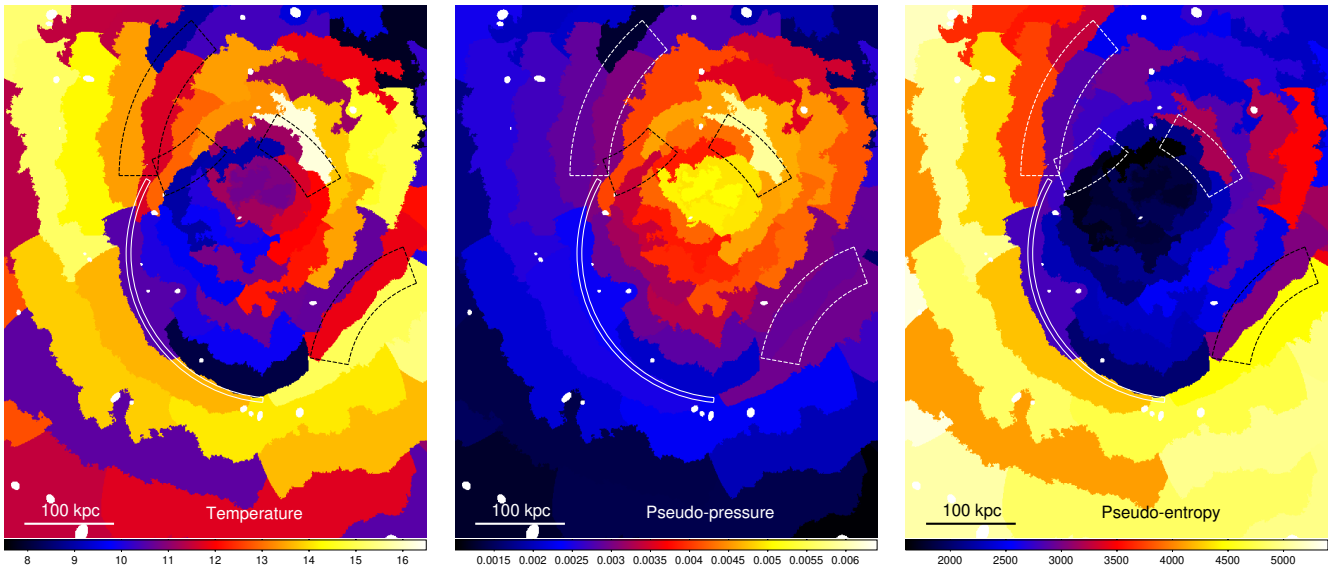 100 kpc Temperature
8 9 10 11 12 13 14 15 16
100 kpc Pseudo-pressure
0.0015 0.002 0.0025 0.003 0.0035 0.004 0.0045 0.005 0.0055 0.006
100 kpc Pseudo-entropy
2000 2500 3000 3500 4000 4500 5000